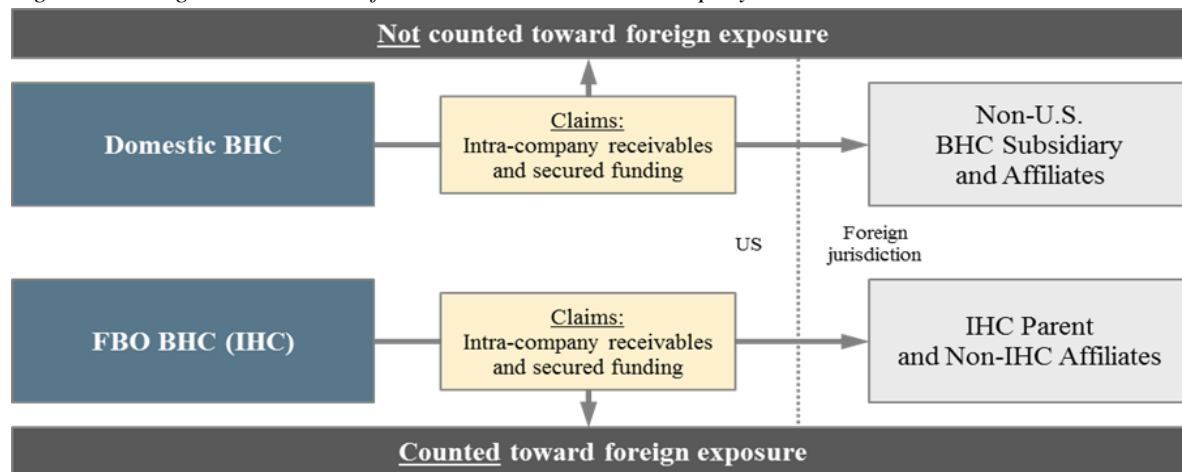 Not counted toward foreign exposure
Domestic BHC
Claims:
Intra-company receivables
and secured funding
Non-U.S.
BHC Subsidiary
and Affiliates
US
Foreign
jurisdiction
FBO BHC (IHC)
Claims:
Intra-company receivables
and secured funding
IHC Parent
and Non-IHC Affiliates
Counted toward foreign exposure